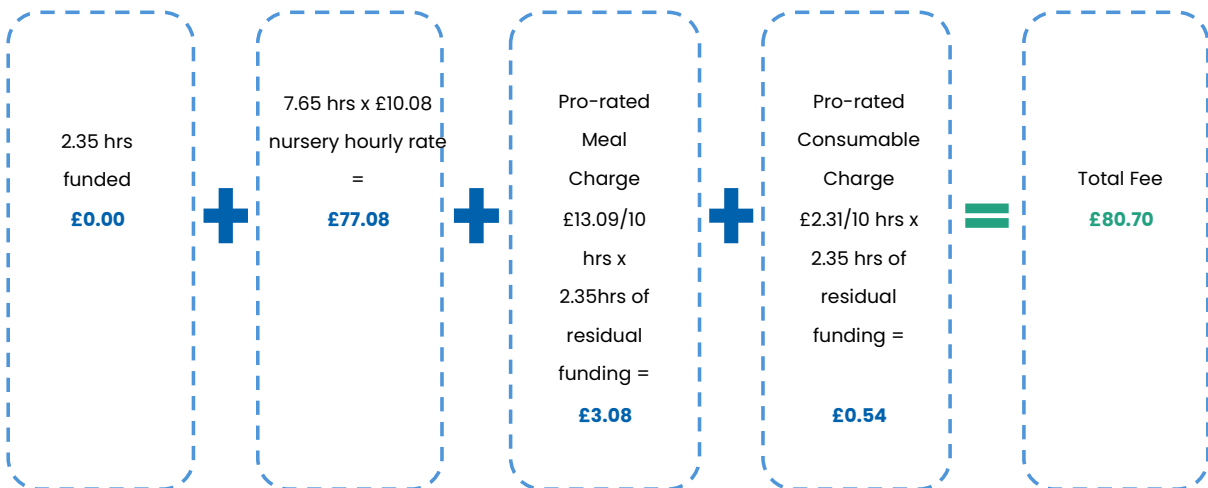 2.35 hrs
funded
£0.00
7.65 hrs x £10.08
nursery hourly rate
=
£77.08
Pro-rated
Meal
Charge
£13.09/10
hrs x
2.35hrs of
residual
funding =
£3.08
Pro-rated
Consumable
Charge
£2.31/10 hrs x
2.35 hrs of
residual
funding =
£0.54
Total Fee
£80.70